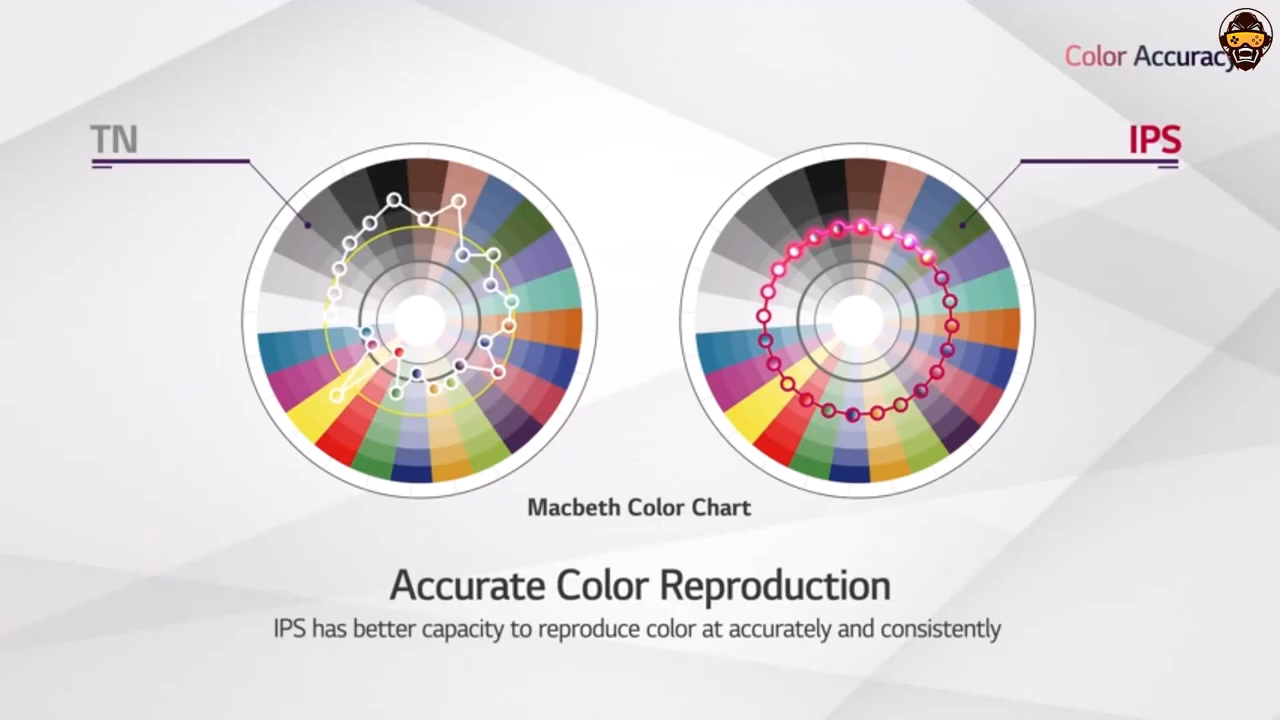 Color Accuracy
TN
IPS
Macbeth Color Chart
Accurate Color Reproduction
IPS has better capacity to reproduce color at accurately and consistently